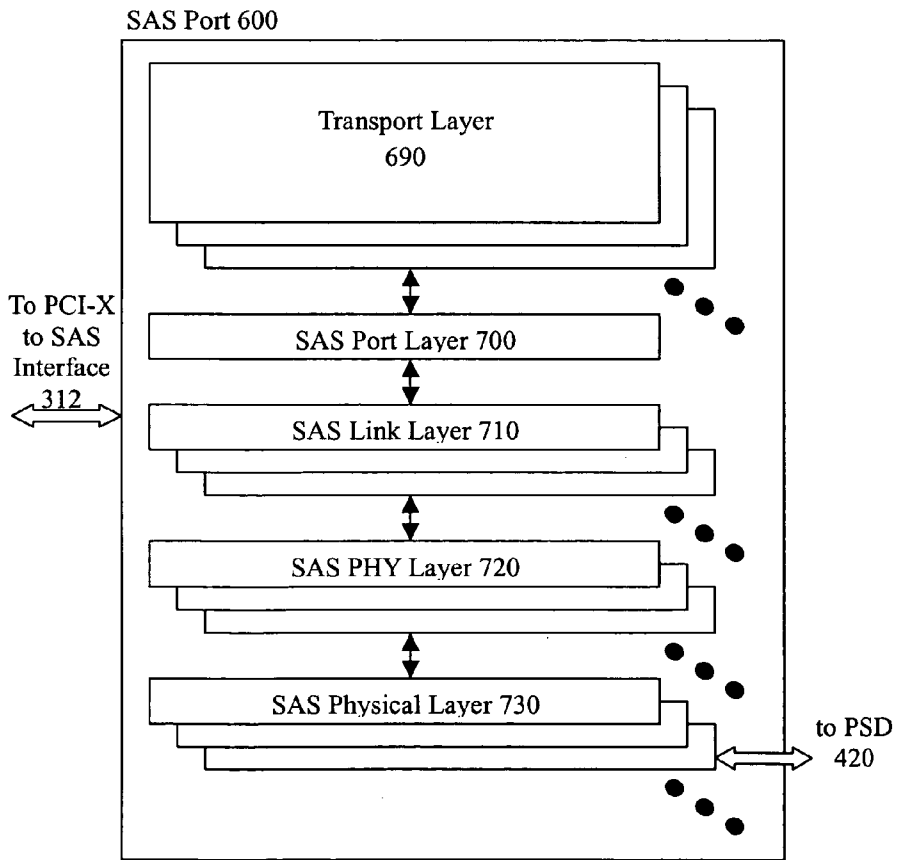 SAS Port 600
Transport Layer
690
To PCI-X
to SAS
Interface
312
SAS Port Layer 700
SAS Link Layer 710
SAS PHY Layer 720
SAS Physical Layer 730
to PSD
420